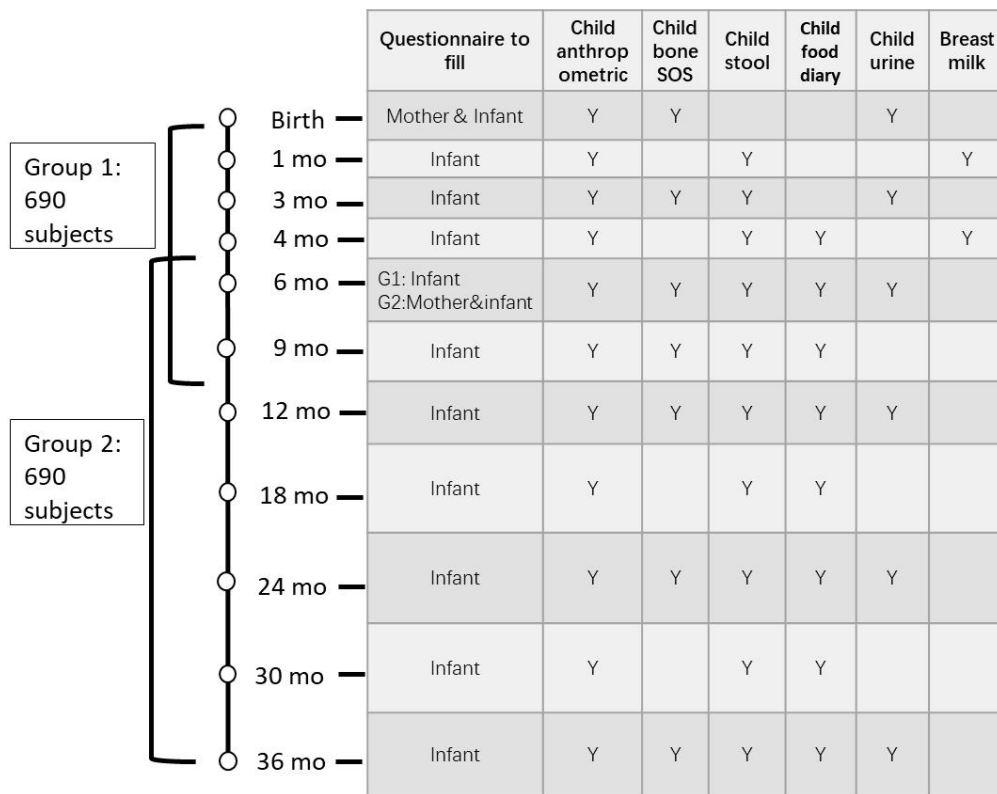 Questionnaire to fill Child anthrop ometric Child bone SOS Child stool Child food diary Child urine Breast milk
Birth Mother & Infant Y Y Y
1 mo Infant Y Y Y
Group 1:
690
subjects
3 mo Infant Y Y Y Y
4 mo Infant Y Y Y Y
6 mo G1: Infant
G2:Mother&infant Y Y Y Y Y
9 mo Infant Y Y Y Y
12 mo Infant Y Y Y Y Y
Group 2:
690
subjects
18 mo Infant Y Y Y
24 mo Infant Y Y Y Y Y
30 mo Infant Y Y Y
36 mo Infant Y Y Y Y Y